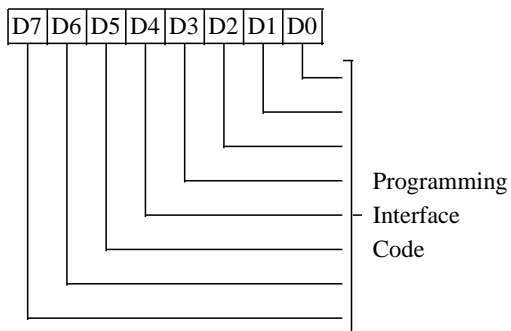 D7 D6 D5 D4 D3 D2 D1 D0
Programming
Interface
Code